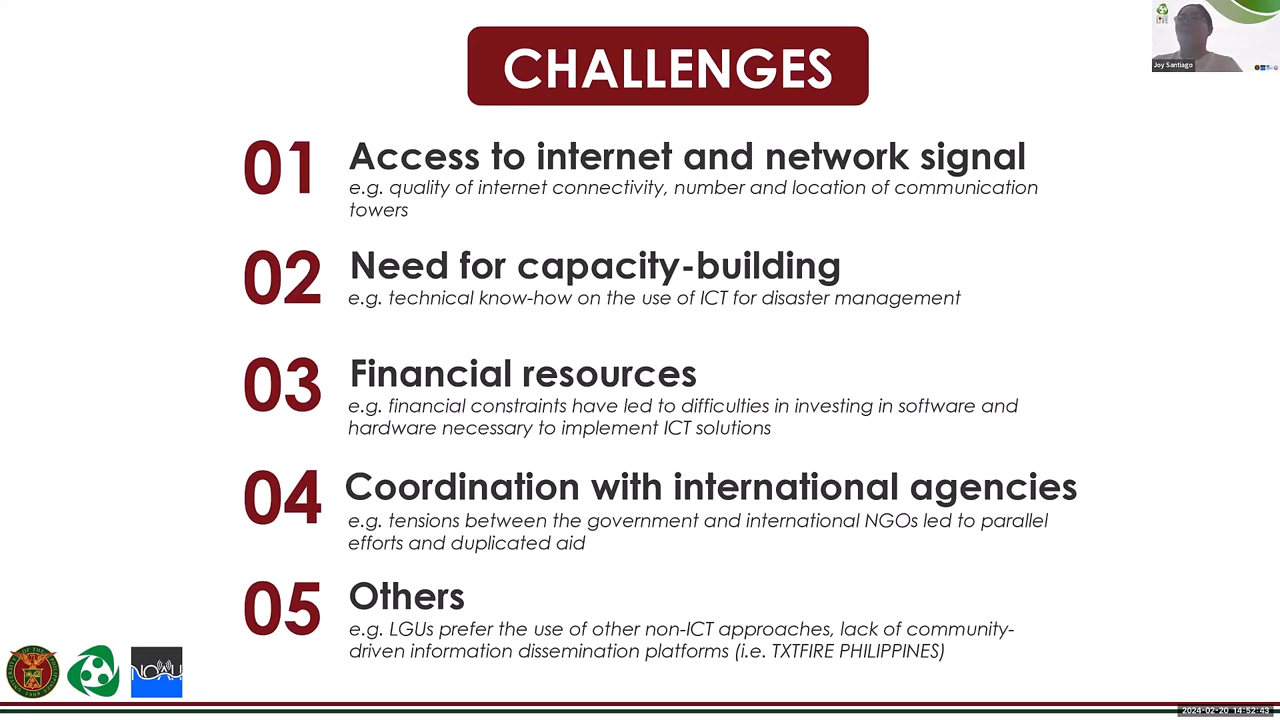 CHALLENGES
Joy Santiago
01
Access to internet and network signal
e.g. quality of internet connectivity, number and location of communication
towers
02
Need for capacity-building
e.g. technical know-how on the use of ICT for disaster management
03
Financial resources
e.g. financial constraints have led to difficulties in investing in software and
hardware necessary to implement ICT solutions
04
Coordination with international agencies
e.g. tensions between the government and international NGOs led to parallel
efforts and duplicated aid
05
Others
e.g. LGUs prefer the use of other non-ICT approaches, lack of community-
driven information dissemination platforms (i.e. TXTFIRE PHILIPPINES)
NOAH
2024-02-20 14:52:43